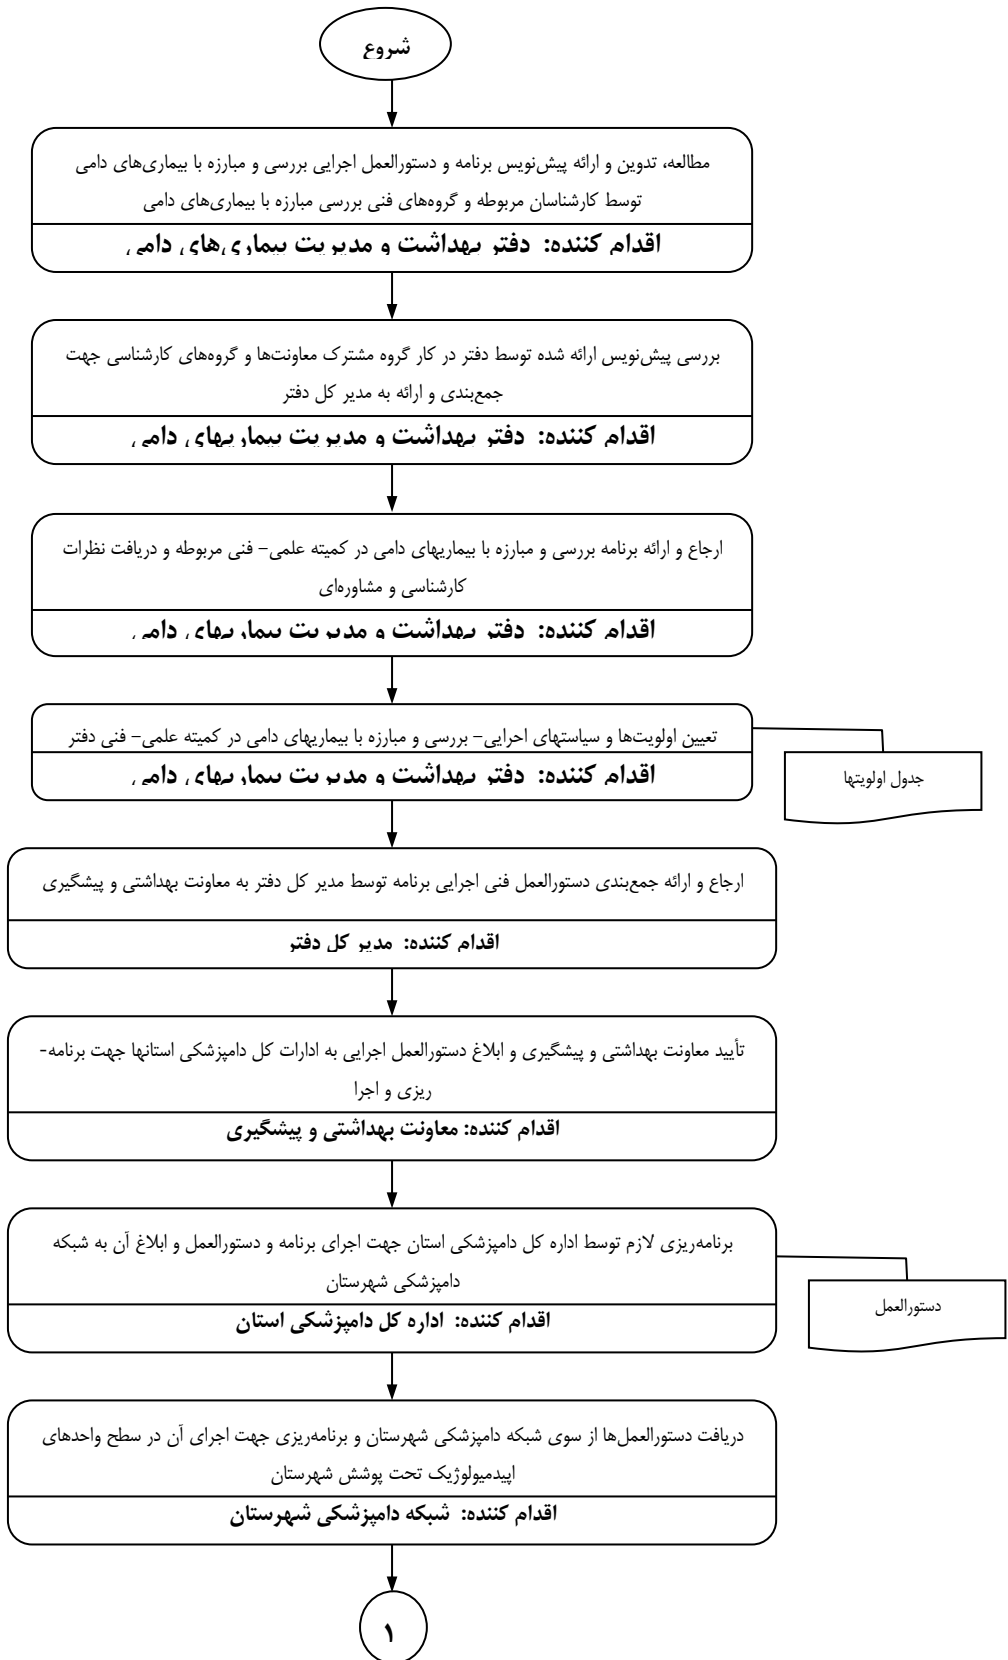 شروع
مطالعه، تدوین و ارائه پیش‌نویس برنامه و دستورالعمل اجرایی بررسی و مبارزه با بیماری‌های دامی
توسط کارشناسان مربوطه و گروه‌های فنی بررسی مبارزه با بیماری‌های دامی
اقدام کننده: دفتر بهداشت و مدیریت بیماری‌های دامی
بررسی پیش‌نویس ارائه شده توسط دفتر در کار گروه مشترک معاونت‌ها و گروه‌های کارشناسی جهت
جمع‌بندی و ارائه به مدیر کل دفتر
اقدام کننده: دفتر بهداشت و مدیریت بیماریهای دامی
ارجاع و ارائه برنامه بررسی و مبارزه با بیماریهای دامی در کمیته علمی- فنی مربوطه و دریافت نظرات
کارشناسی و مشاوره‌ای
اقدام کننده: دفتر بهداشت و مدیریت بیماریهای دامی
تعیین اولویت‌ها و سیاستهای اجرایی- بررسی و مبارزه با بیماریهای دامی در کمیته علمی- فنی دفتر
اقدام کننده: دفتر بهداشت و مدیریت بیماریهای دامی
جدول اولویتها
ارجاع و ارائه جمع‌بندی دستورالعمل فنی اجرایی برنامه توسط مدیر کل دفتر به معاونت بهداشتی و پیشگیری
اقدام کننده: مدیر کل دفتر
تأیید معاونت بهداشتی و پیشگیری و ابلاغ دستورالعمل اجرایی به ادارات کل دامپزشکی استانها جهت برنامه-
ریزی و اجرا
اقدام کننده: معاونت بهداشتی و پیشگیری
برنامه‌ریزی لازم توسط اداره کل دامپزشکی استان جهت اجرای برنامه و دستورالعمل و ابلاغ آن به شبکه
دامپزشکی شهرستان
اقدام کننده: اداره کل دامپزشکی استان
دستورالعمل
دریافت دستورالعمل‌ها از سوی شبکه دامپزشکی شهرستان و برنامه‌ریزی جهت اجرای آن در سطح واحدهای
اپیدمیولوژیک تحت پوشش شهرستان
اقدام کننده: شبکه دامپزشکی شهرستان
۱